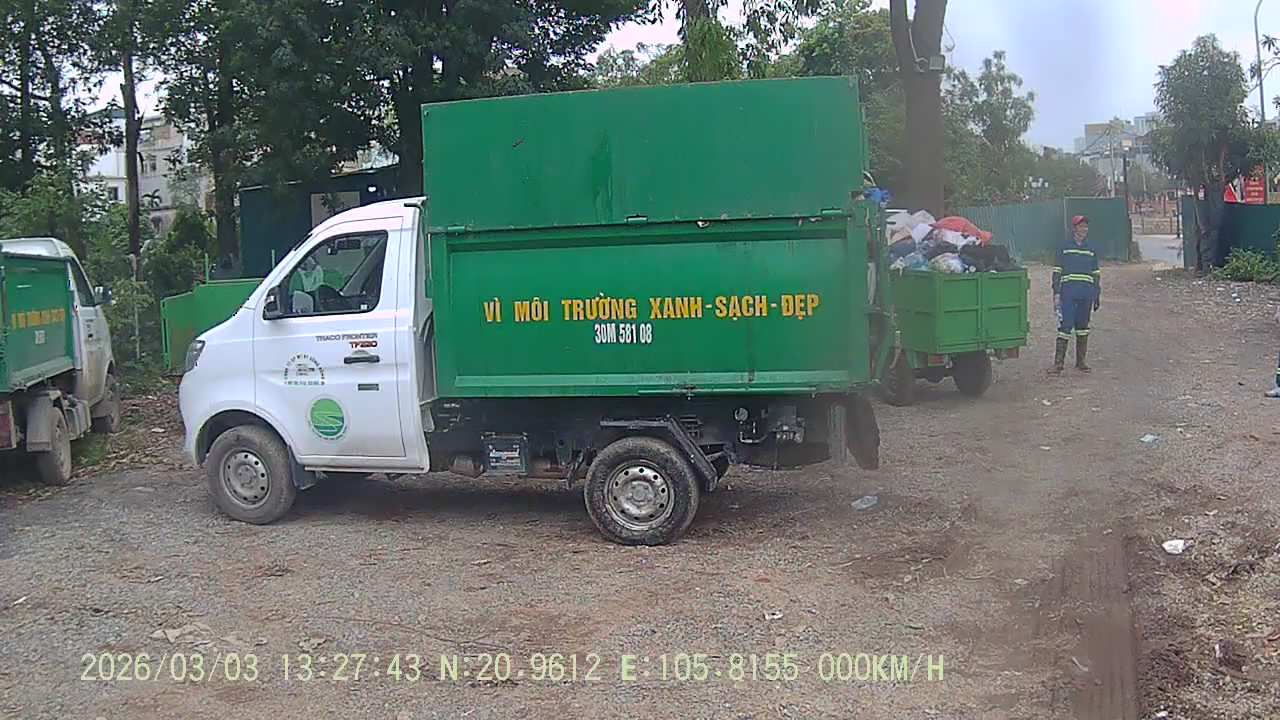 VÌ MÔI TRƯỜNG XANH-SẠCH-ĐẸP
30M 581 08
THACO FRONTIER
TF220
2026/03/03 13:27:43 N:20.9612 E:105.8155 000KM/H